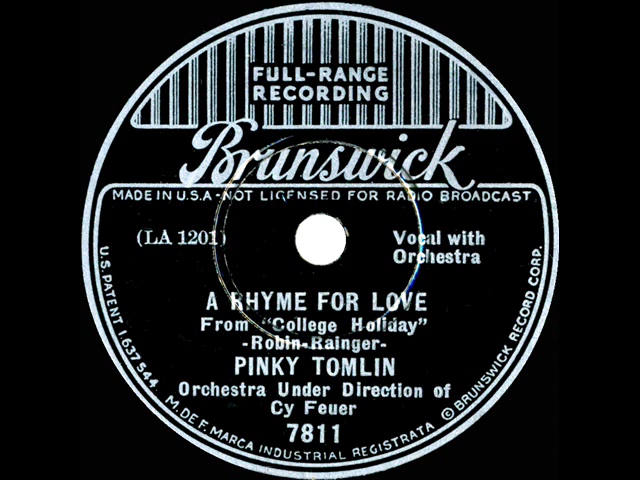 FULL-RANGE
RECORDING
Brunswick
MADE IN U.S.A-NOT LICENSED FOR RADIO BROADCAST
(LA 1201)
Vocal with
Orchestra
A RHYME FOR LOVE
From "College Holiday"
-Robin-Rainger-
PINKY TOMLIN
Orchestra Under Direction of
Cy Feuer
7811
U.S. PATENT 1.637544
M. DE F. MARCA INDUSTRIAL REGISTRATA
© BRUNSWICK RECORD CORP.